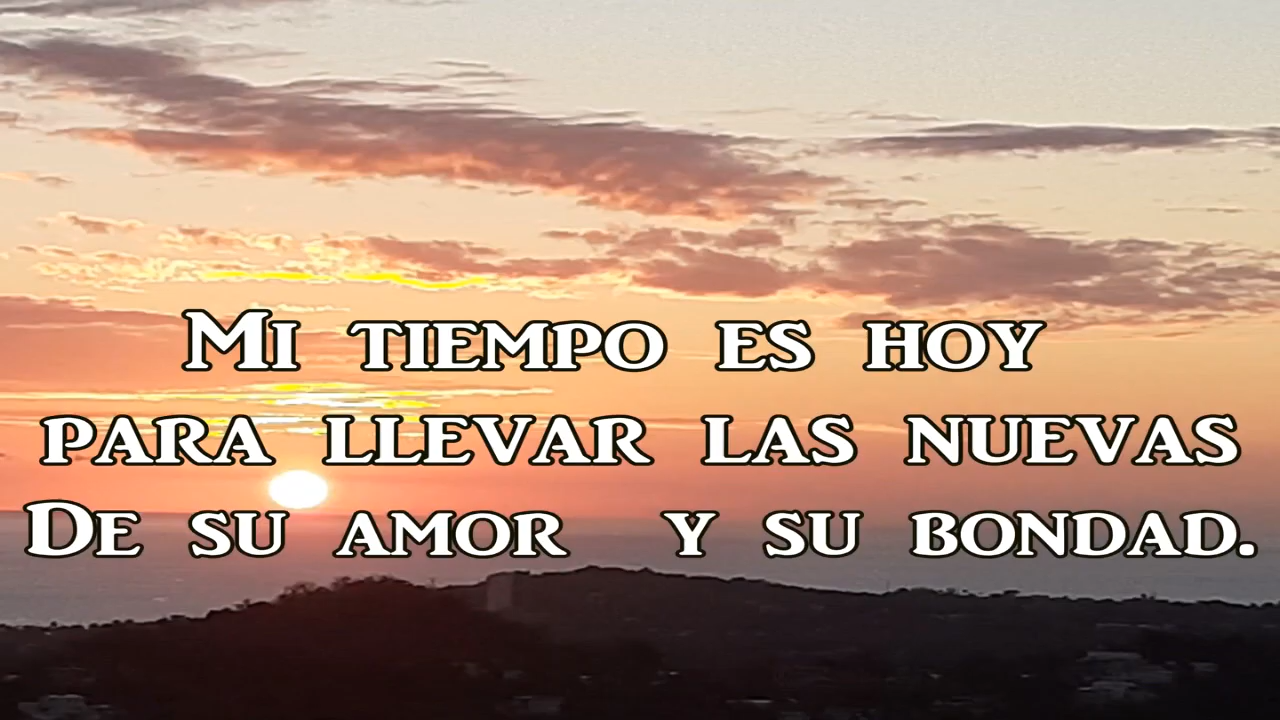 Mi tiempo es hoy
para llevar las nuevas
De su amor y su bondad.